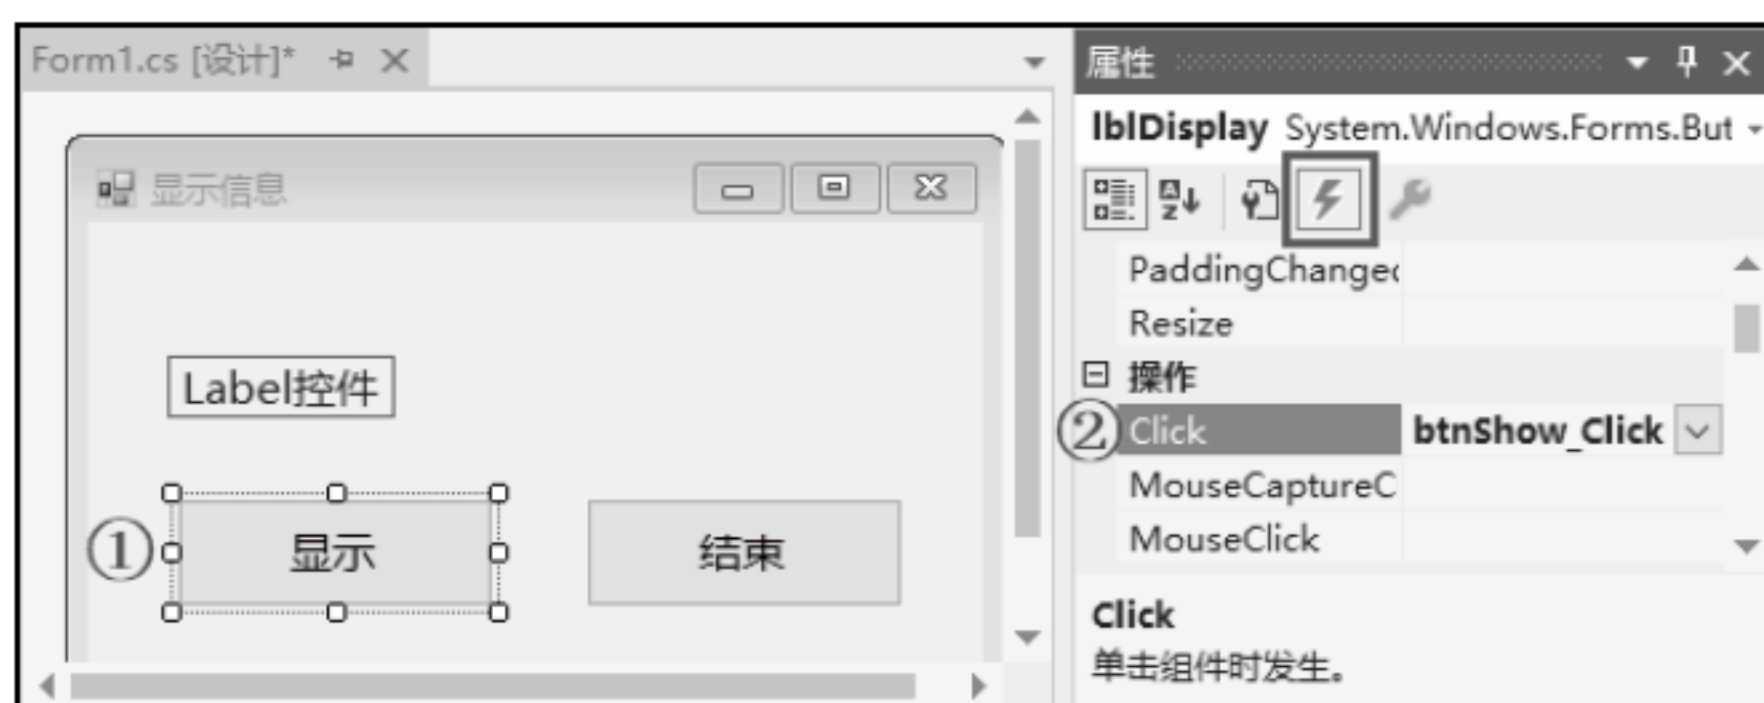 Form1.cs [设计]*
显示信息
Label控件
① 显示
结束
属性
lblDisplay System.Windows.Forms.But
PaddingChanged
Resize
操作
② Click btnShow_Click
MouseCaptureC
MouseClick
Click
单击组件时发生。